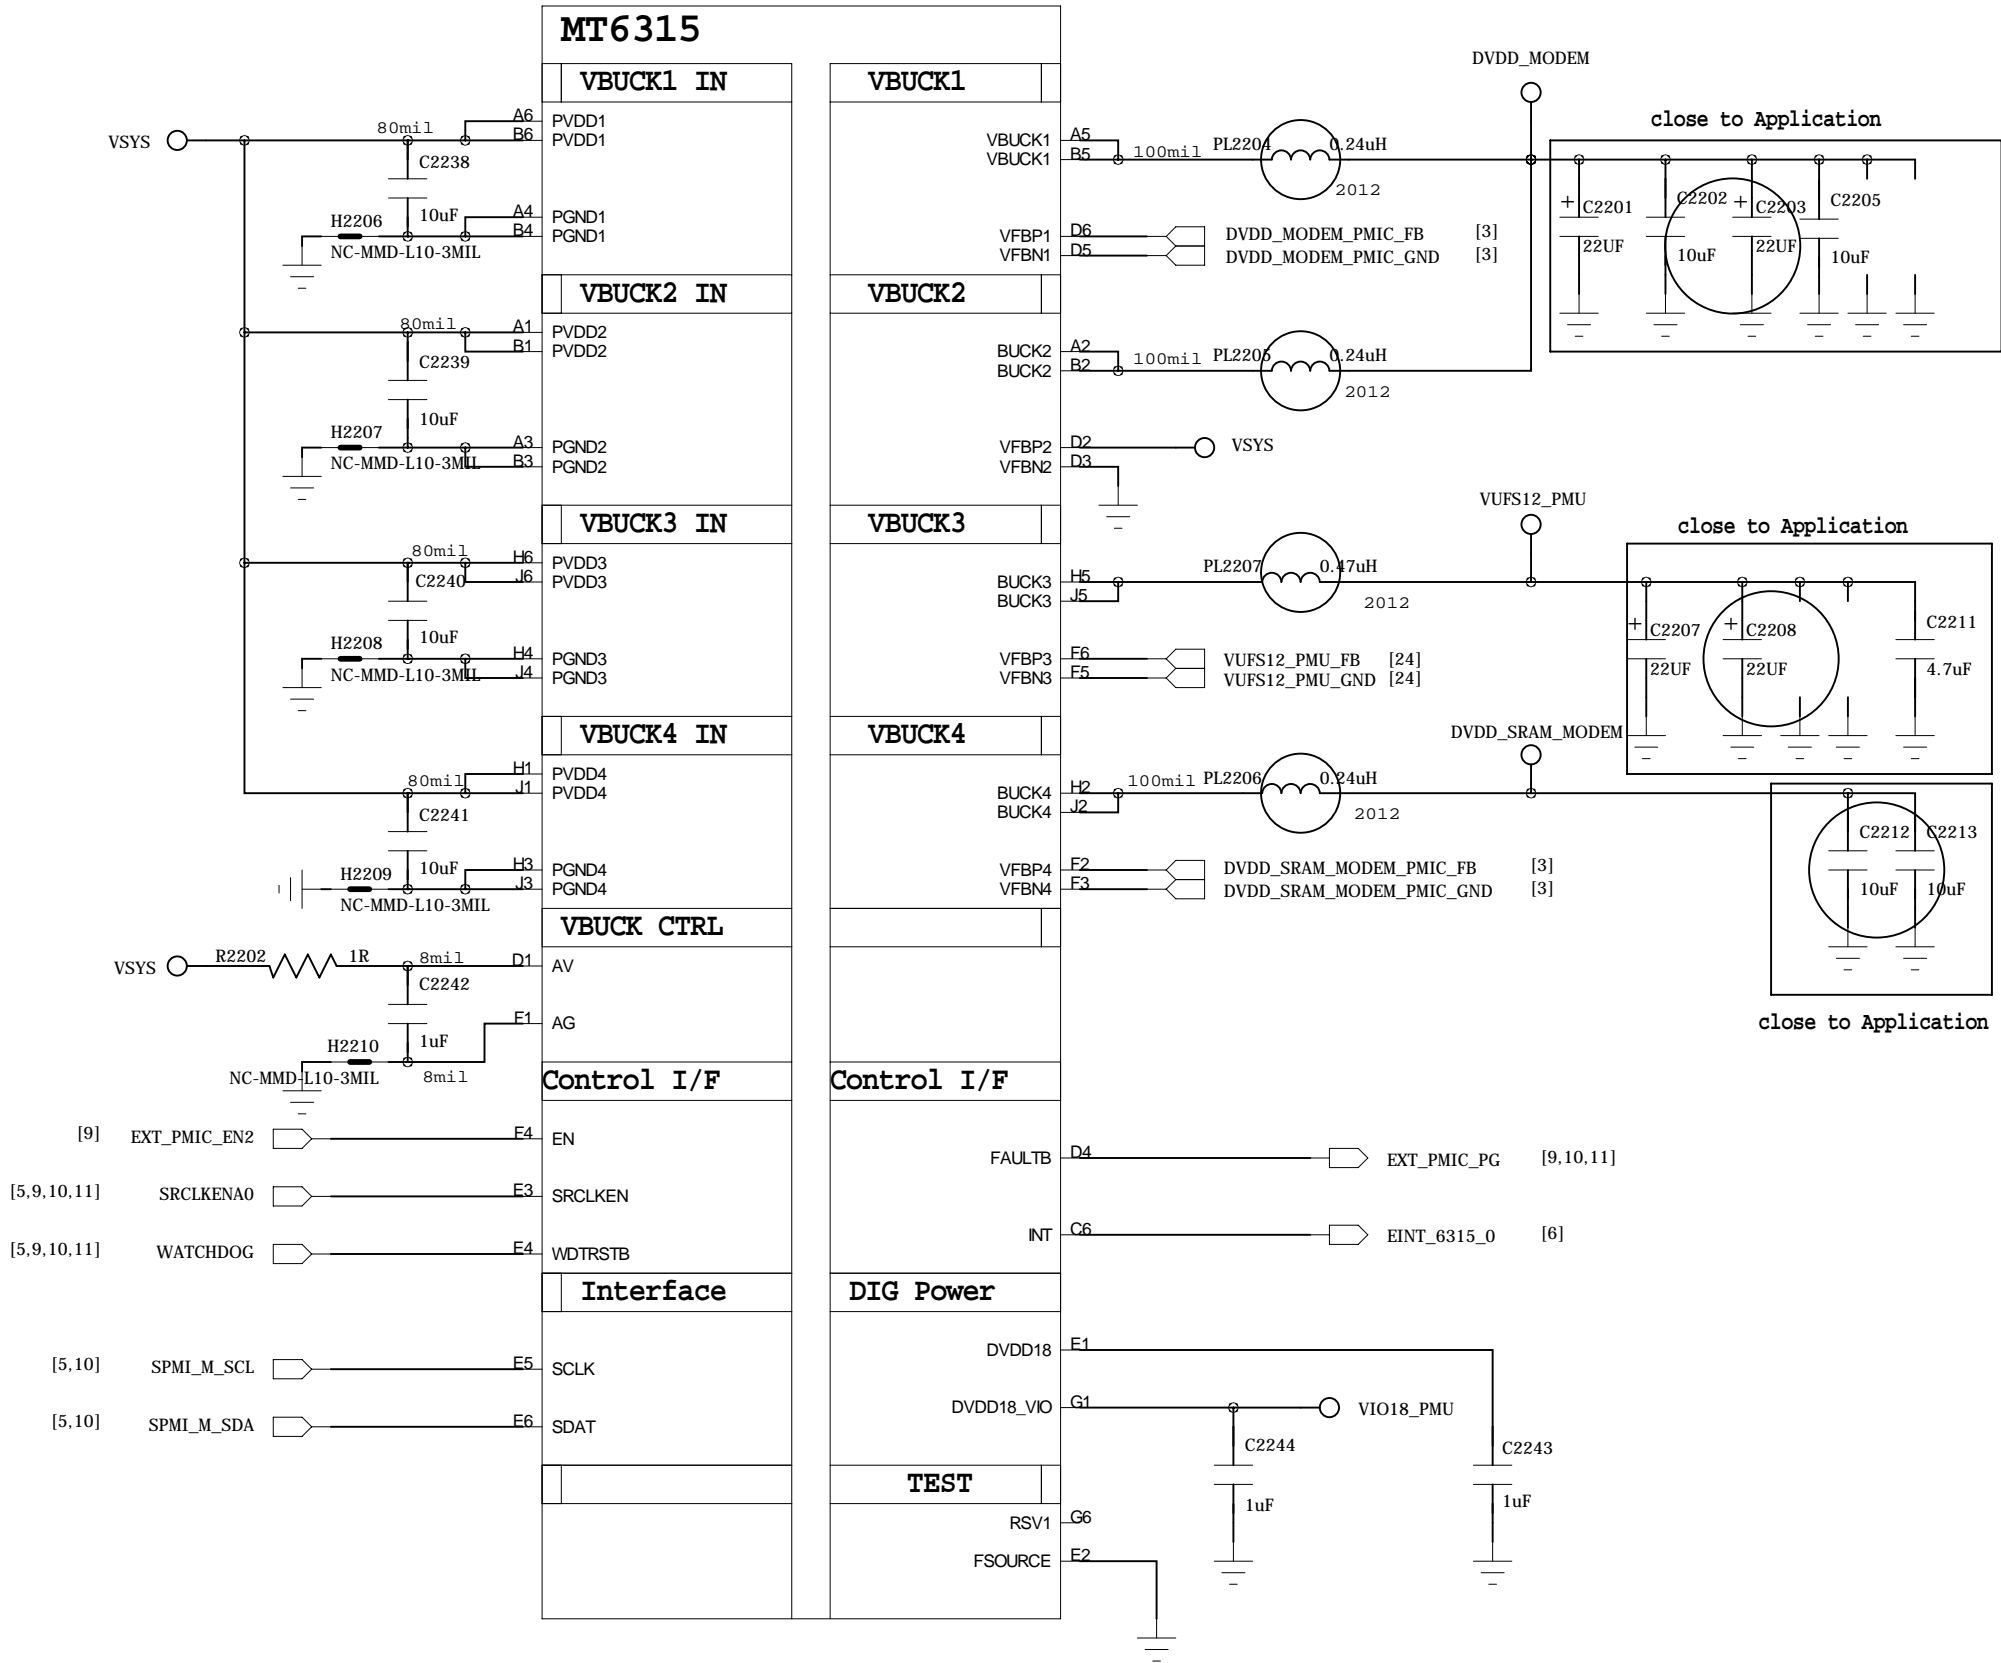 MT6315
VBUCK1 IN
VBUCK1
DVDD_MODEM
close to Application
VSYS
80mil
A6 PVDD1
B6 PVDD1
C2238
10uF
H2206
NC-MMD-L10-3MIL
A4 PGND1
B4 PGND1
VBUCK1 A5
VBUCK1 B5
100mil PL2204 0.24uH
2012
VFBP1 D6 DVDD_MODEM_PMIC_FB [3]
VFBN1 D5 DVDD_MODEM_PMIC_GND [3]
+ C2201
22UF
C2202
10uF
+ C2203
22UF
C2205
10uF
VBUCK2 IN
VBUCK2
80mil
A1 PVDD2
B1 PVDD2
C2239
10uF
H2207
NC-MMD-L10-3MIL
A3 PGND2
B3 PGND2
BUCK2 A2
BUCK2 B2
100mil PL2205 0.24uH
2012
VFBP2 D2 VSYS
VFBN2 D3
VBUCK3 IN
VBUCK3
VUFS12_PMU
close to Application
80mil
H6 PVDD3
J6 PVDD3
C2240
10uF
H2208
NC-MMD-L10-3MIL
H4 PGND3
J4 PGND3
BUCK3 H5
BUCK3 J5
PL2207 0.47uH
2012
VFBP3 F6 VUFS12_PMU_FB [24]
VFBN3 F5 VUFS12_PMU_GND [24]
+ C2207
22UF
+ C2208
22UF
C2211
4.7uF
VBUCK4 IN
VBUCK4
DVDD_SRAM_MODEM
80mil
H1 PVDD4
J1 PVDD4
C2241
10uF
H2209
NC-MMD-L10-3MIL
H3 PGND4
J3 PGND4
BUCK4 H2
BUCK4 J2
100mil PL2206 0.24uH
2012
VFBP4 F2 DVDD_SRAM_MODEM_PMIC_FB [3]
VFBN4 F3 DVDD_SRAM_MODEM_PMIC_GND [3]
C2212
10uF
C2213
10uF
close to Application
VBUCK CTRL
VSYS R2202 1R 8mil D1 AV
C2242
1uF
F1 AG
H2210
NC-MMD-L10-3MIL
8mil
Control I/F
Control I/F
[9] EXT_PMIC_EN2 F4 EN
[5,9,10,11] SRCLKENA0 E3 SRCLKEN
[5,9,10,11] WATCHDOG E4 WDTRSTB
FAULTB D4 EXT_PMIC_PG [9,10,11]
INT C6 EINT_6315_0 [6]
Interface
DIG Power
[5,10] SPMI_M_SCL E5 SCLK
[5,10] SPMI_M_SDA E6 SDAT
DVDD18 E1
DVDD18_VIO G1 VIO18_PMU
C2244
1uF
C2243
1uF
TEST
RSV1 G6
FSOURCE E2